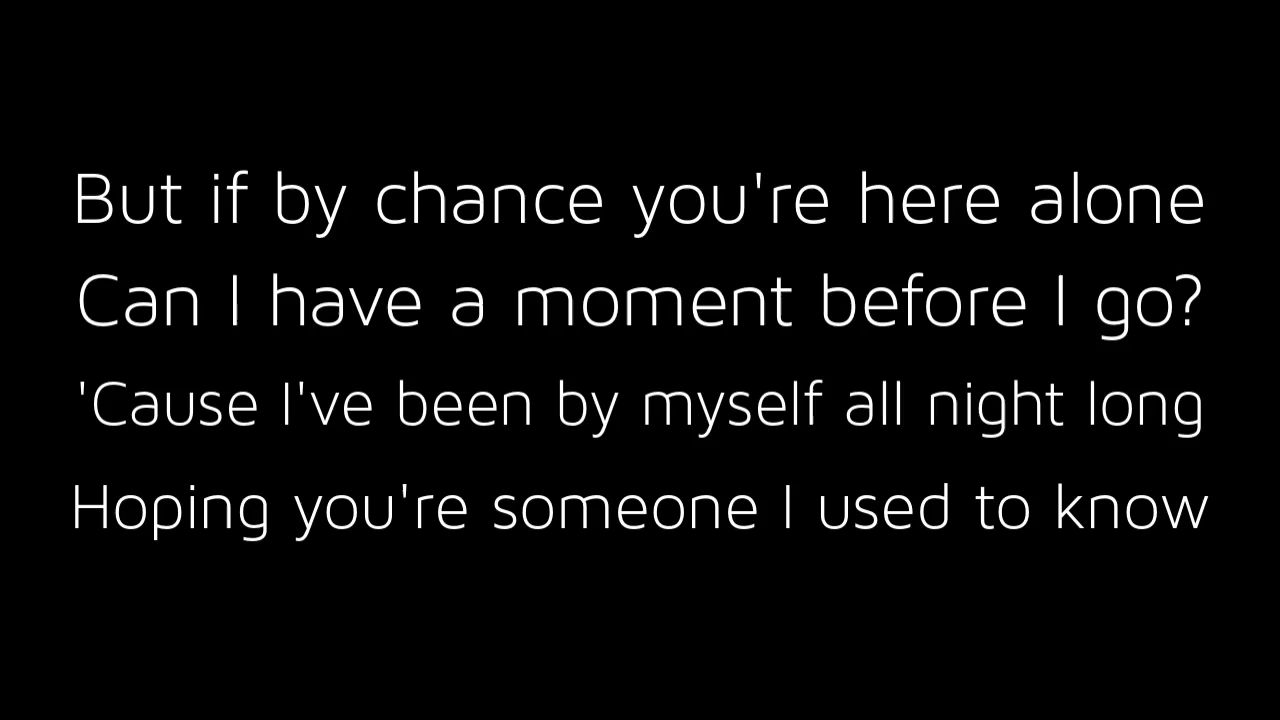 But if by chance you're here alone
Can I have a moment before I go?
'Cause I've been by myself all night long
Hoping you're someone I used to know